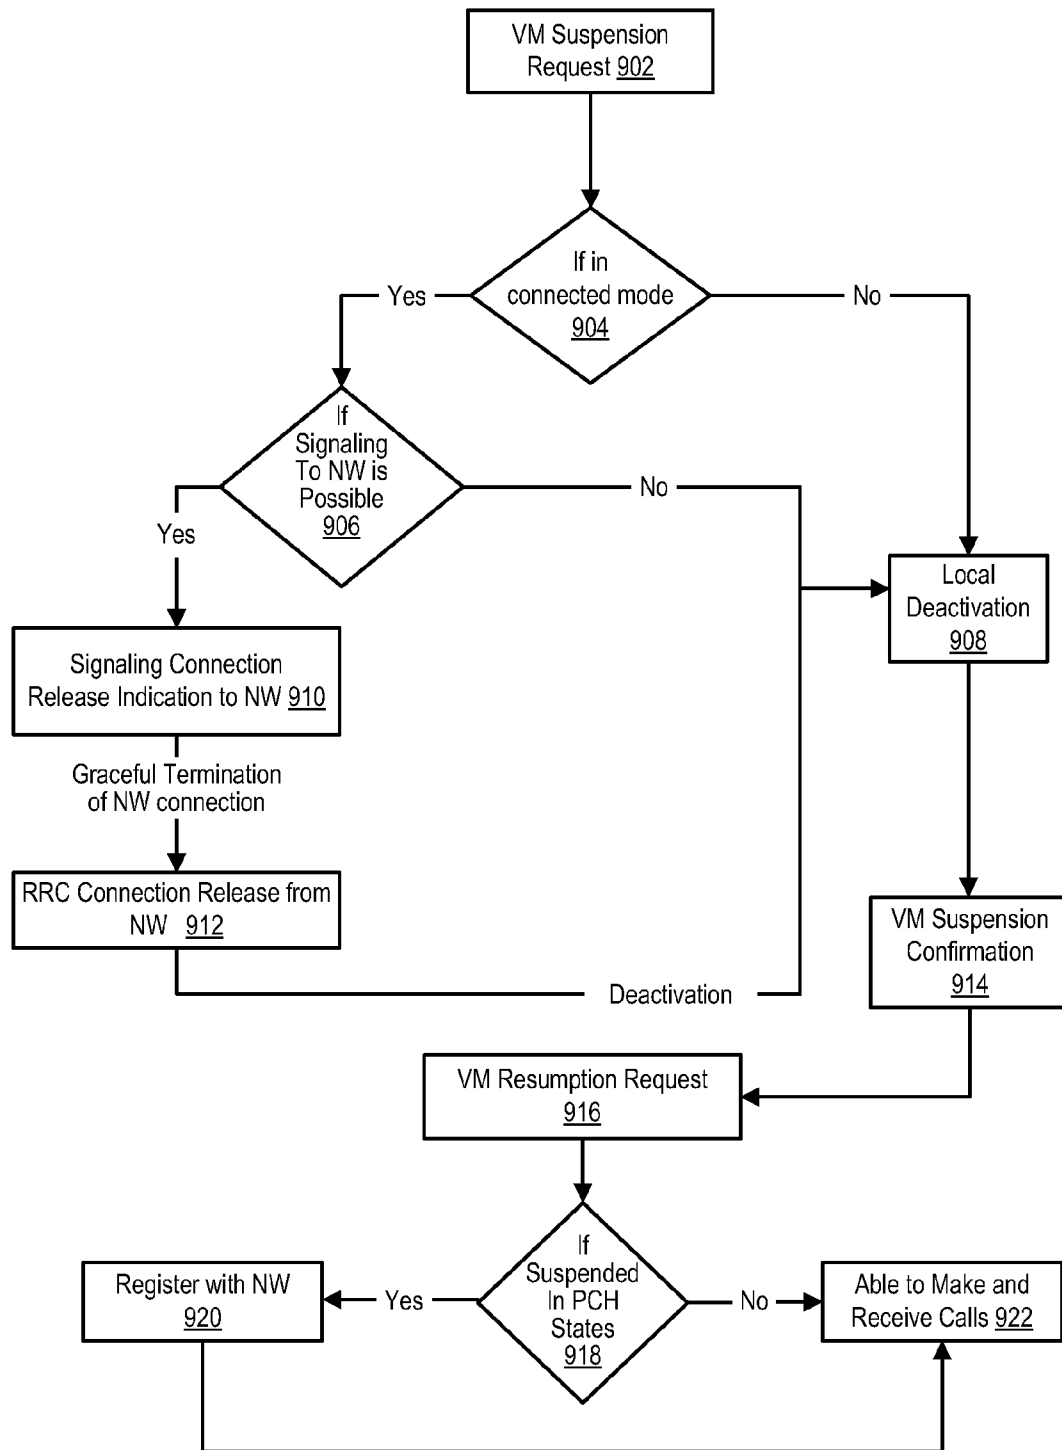 VM Suspension
Request 902
If in
connected mode
904
Yes
No
If
Signaling
To NW is
Possible
906
No
Yes
Local
Deactivation
908
Signaling Connection
Release Indication to NW 910
Graceful Termination
of NW connection
RRC Connection Release from
NW 912
VM Suspension
Confirmation
914
Deactivation
VM Resumption Request
916
If
Suspended
In PCH
States
918
Register with NW
920
Yes
No
Able to Make and
Receive Calls 922